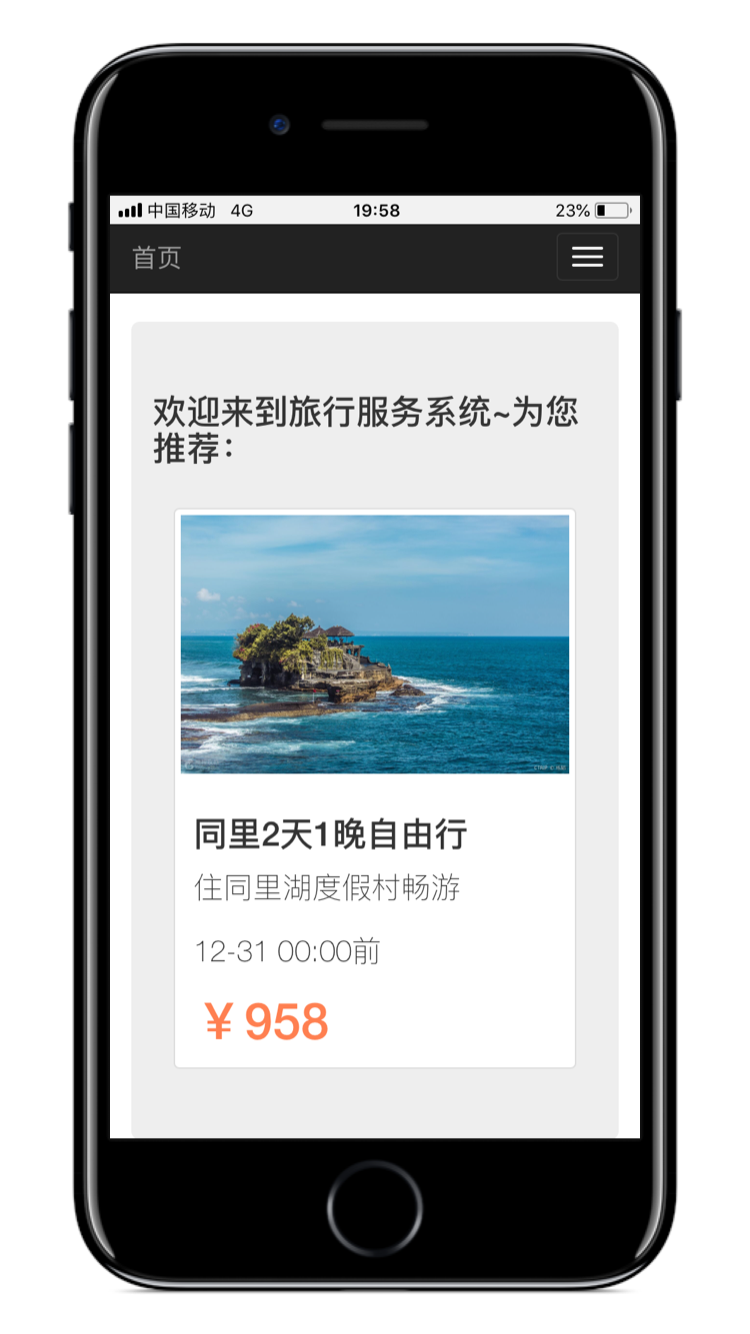 中国移动 4G 19:58 23%
首页
欢迎来到旅行服务系统~为您
推荐：
同里2天1晚自由行
住同里湖度假村畅游
12-31 00:00前
¥ 958